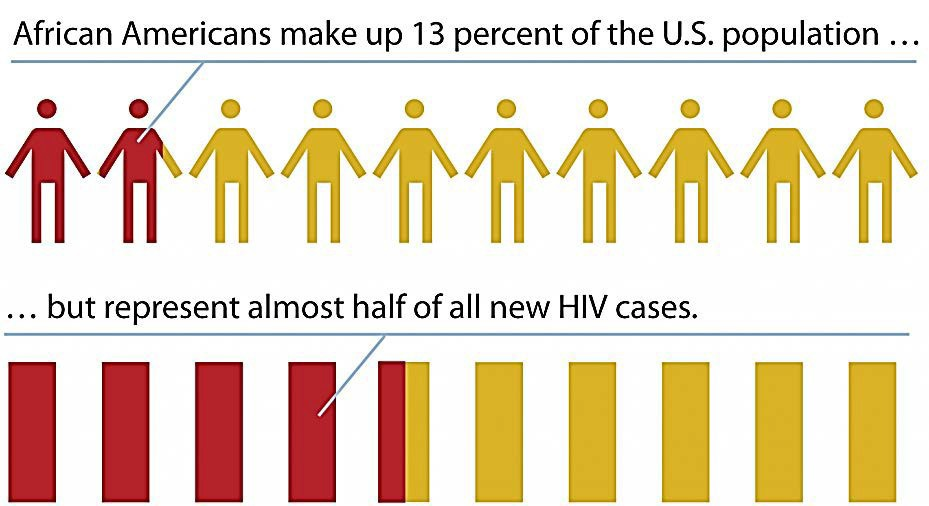 African Americans make up 13 percent of the U.S. population …
… but represent almost half of all new HIV cases.